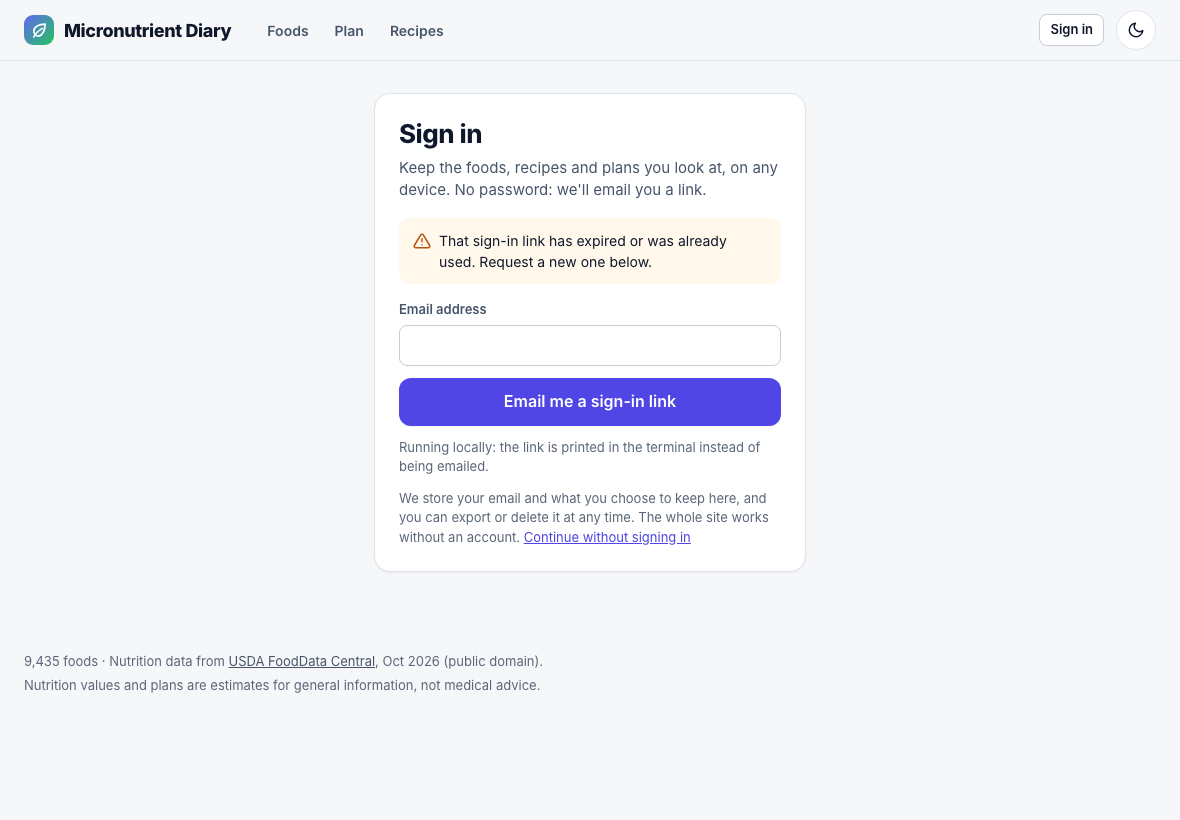 Micronutrient Diary
Foods
Plan
Recipes
Sign in
Sign in
Keep the foods, recipes and plans you look at, on any
device. No password: we'll email you a link.
That sign-in link has expired or was already
used. Request a new one below.
Email address
Email me a sign-in link
Running locally: the link is printed in the terminal instead of
being emailed.
We store your email and what you choose to keep here, and
you can export or delete it at any time. The whole site works
without an account. Continue without signing in
9,435 foods · Nutrition data from USDA FoodData Central, Oct 2026 (public domain).
Nutrition values and plans are estimates for general information, not medical advice.